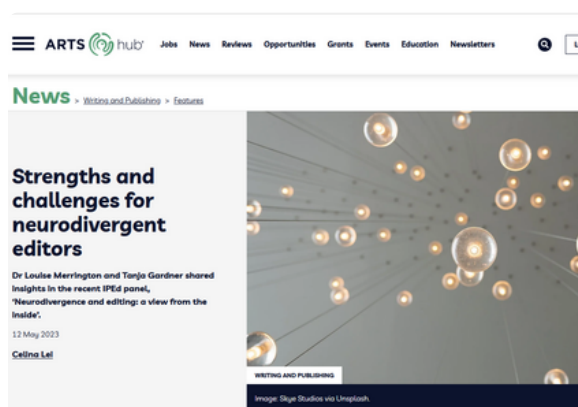 ARTS hub
Jobs News Reviews Opportunities Grants Events Education Newsletters
News > Writing and Publishing > Features
Strengths and
challenges for
neurodivergent
editors
Dr Louise Merrington and Tanja Gardner shared
insights in the recent IPEd panel,
'Neurodivergence and editing: a view from the
inside'.
12 May 2023
Celina Lei
WRITING AND PUBLISHING
Image: Skye Studios via Unsplash.